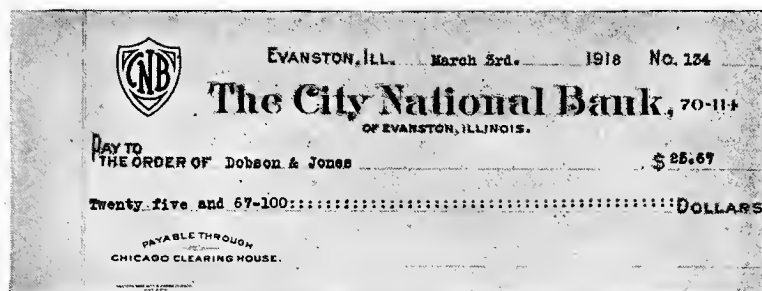 CNB
EVANSTON, ILL. March 3rd. 1918 No. 134
The City National Bank, 70-114
OF EVANSTON, ILLINOIS.
PAY TO
THE ORDER OF Dobson & Jones $ 25.67
Twenty five and 67-100::::::::::::::::::::::::::::::::::::::::::::::DOLLARS
PAYABLE THROUGH
CHICAGO CLEARING HOUSE.